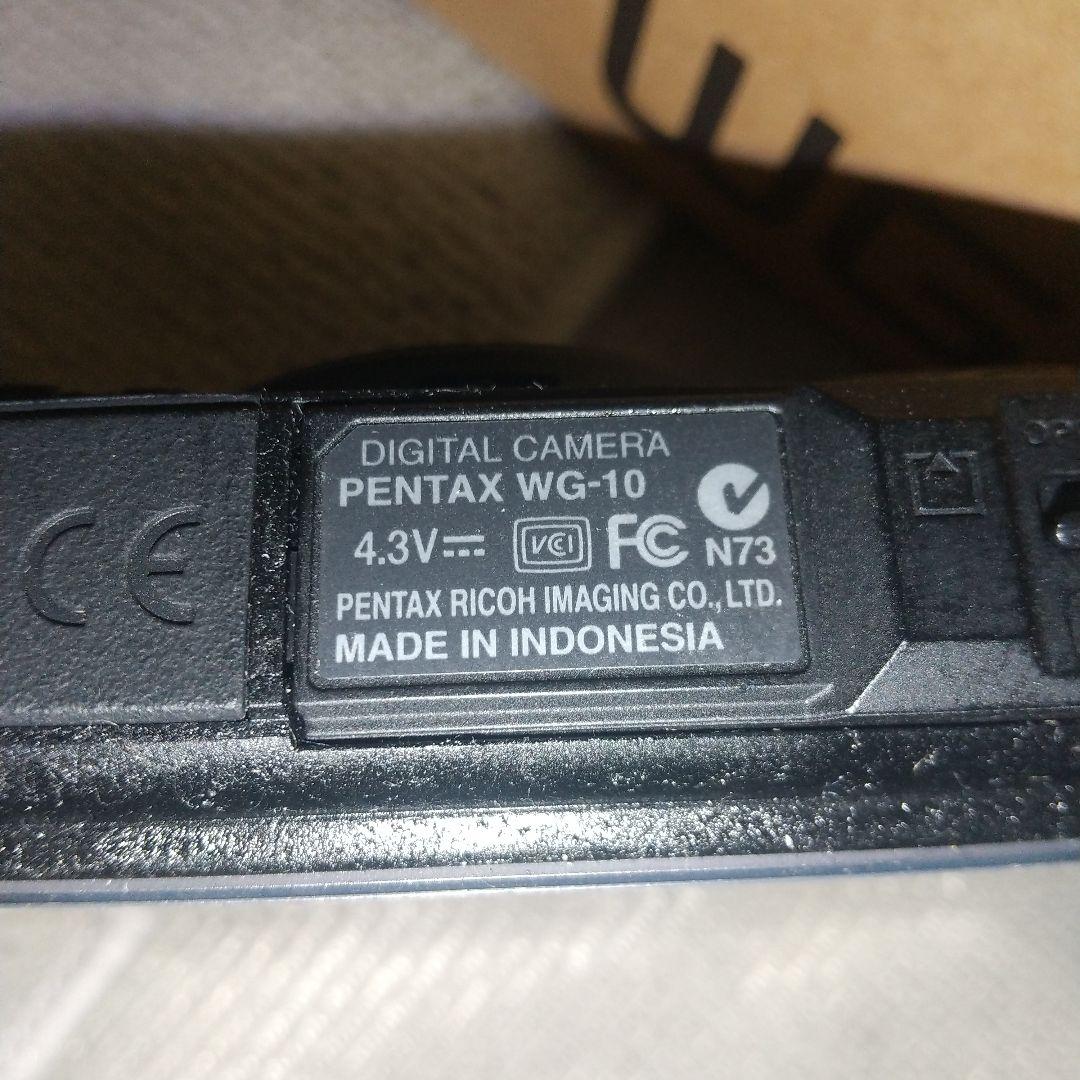 DIGITAL CAMERA
PENTAX WG-10
4.3V VCI FC N73
PENTAX RICOH IMAGING CO., LTD.
MADE IN INDONESIA
CE